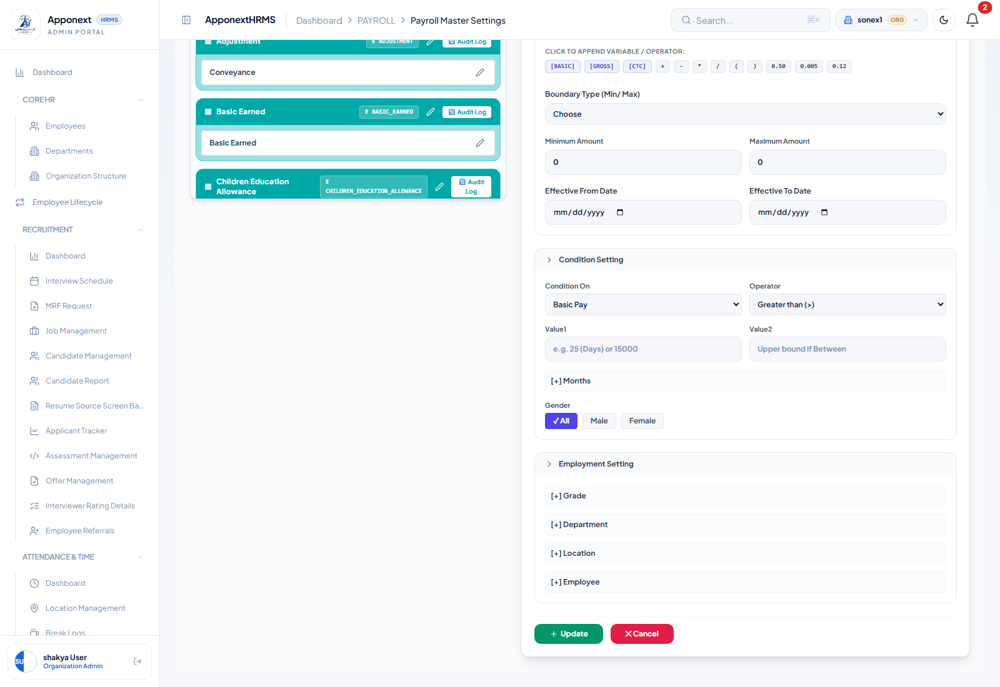 Apponext HRMS
ADMIN PORTAL
Dashboard
CORE HR
Employees
Departments
Organization Structure
Employee Lifecycle
RECRUITMENT
Dashboard
Interview Schedule
MRF Request
Job Management
Candidate Management
Candidate Report
Resume Source Screen Ba...
Applicant Tracker
Assessment Management
Offer Management
Interviewer Rating Details
Employee Referrals
ATTENDANCE & TIME
Dashboard
Location Management
Break Logs
SU
shakya User
Organization Admin
ApponextHRMS
Dashboard > PAYROLL > Payroll Master Settings
Search... ⌘K
sonex1 ORG
2
Adjustment E ADJUSTMENT Audit Log
Conveyance
Basic Earned E BASIC_EARNED Audit Log
Basic Earned
Children Education Allowance
E CHILDREN_EDUCATION_ALLOWANCE
Audit Log
CLICK TO APPEND VARIABLE / OPERATOR:
[BASIC] [GROSS] [CTC] + - * / ( ) 0.50 0.005 0.12
Boundary Type (Min/ Max)
Choose
Minimum Amount Maximum Amount
0 0
Effective From Date Effective To Date
mm/dd/yyyy mm/dd/yyyy
Condition Setting
Condition On Operator
Basic Pay Greater than (>)
Value1 Value2
e.g. 25 (Days) or 15000 Upper bound if Between
[+] Months
Gender
✓ All Male Female
Employment Setting
[+] Grade
[+] Department
[+] Location
[+] Employee
+ Update ✕ Cancel